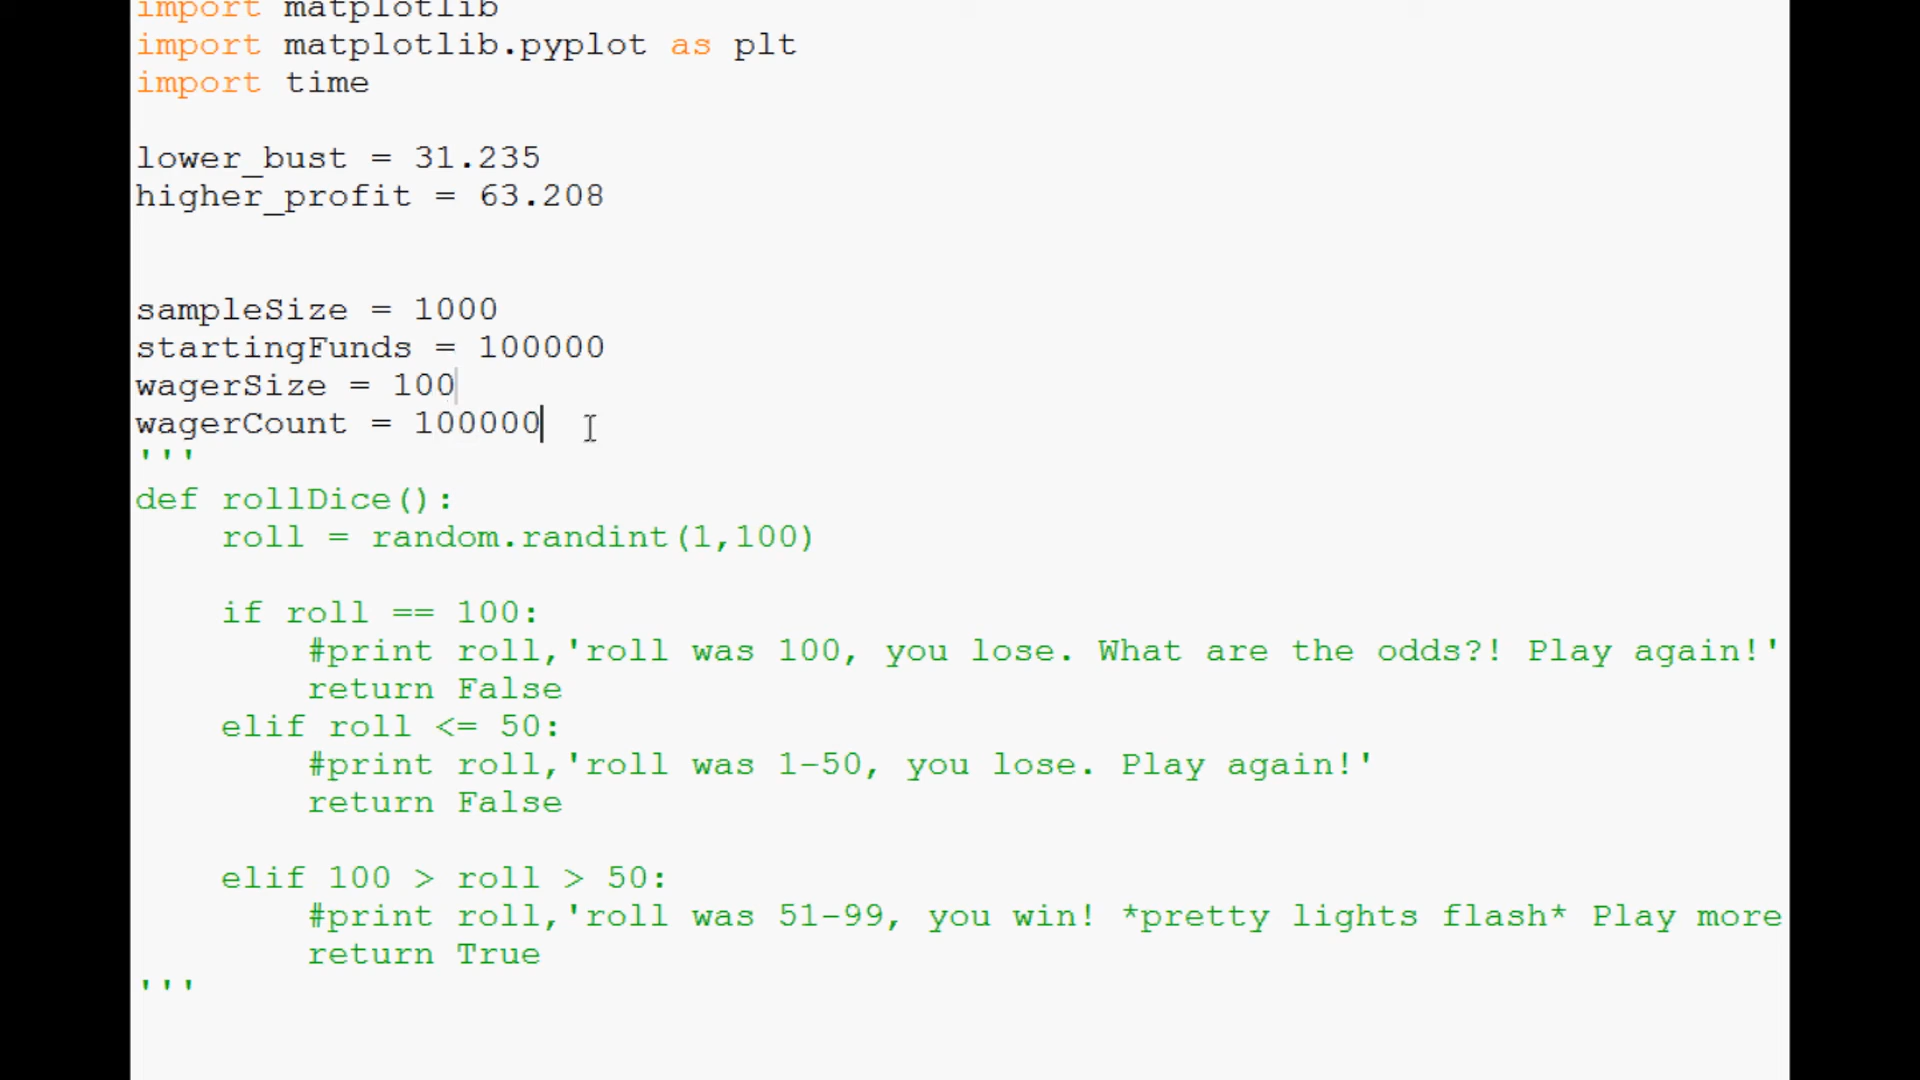 import matplotlib
import matplotlib.pyplot as plt
import time
lower_bust = 31.235
higher_profit = 63.208
sampleSize = 1000
startingFunds = 100000
wagerSize = 100
wagerCount = 100000
'''
def rollDice():
    roll = random.randint(1,100)
    if roll == 100:
        #print roll,'roll was 100, you lose. What are the odds?! Play again!'
        return False
    elif roll <= 50:
        #print roll,'roll was 1-50, you lose. Play again!'
        return False
    elif 100 > roll > 50:
        #print roll,'roll was 51-99, you win! *pretty lights flash* Play more
        return True
'''